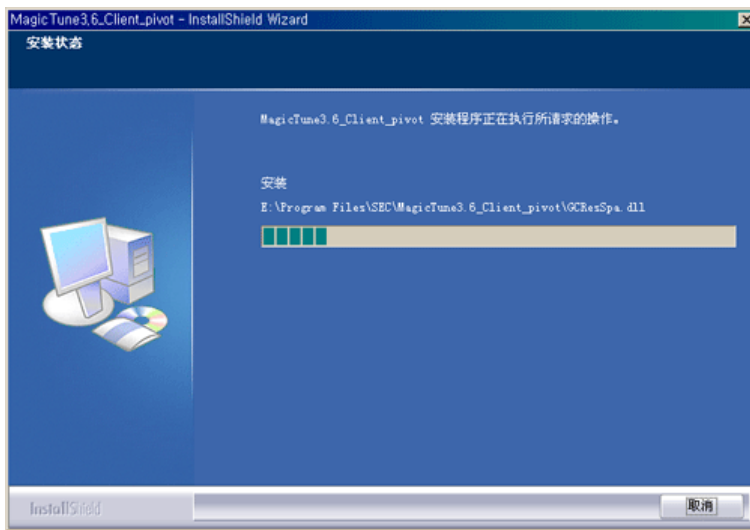 MagicTune3.6_Client_pivot - InstallShield Wizard
安装状态
MagicTune3.6_Client_pivot 安装程序正在执行所请求的操作。
安装
E:\Program Files\SEC\MagicTune3.6_Client_pivot\GCResSpa.dll
InstallShield
取消